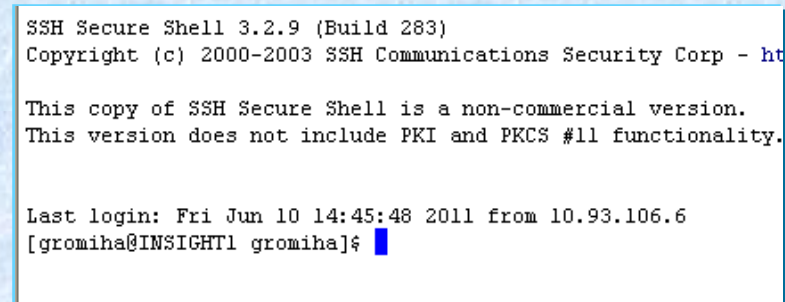 SSH Secure Shell 3.2.9 (Build 283)
Copyright (c) 2000-2003 SSH Communications Security Corp - ht
This copy of SSH Secure Shell is a non-commercial version.
This version does not include PKI and PKCS #11 functionality.
Last login: Fri Jun 10 14:45:48 2011 from 10.93.106.6
[gromiha@INSIGHT1 gromiha]$